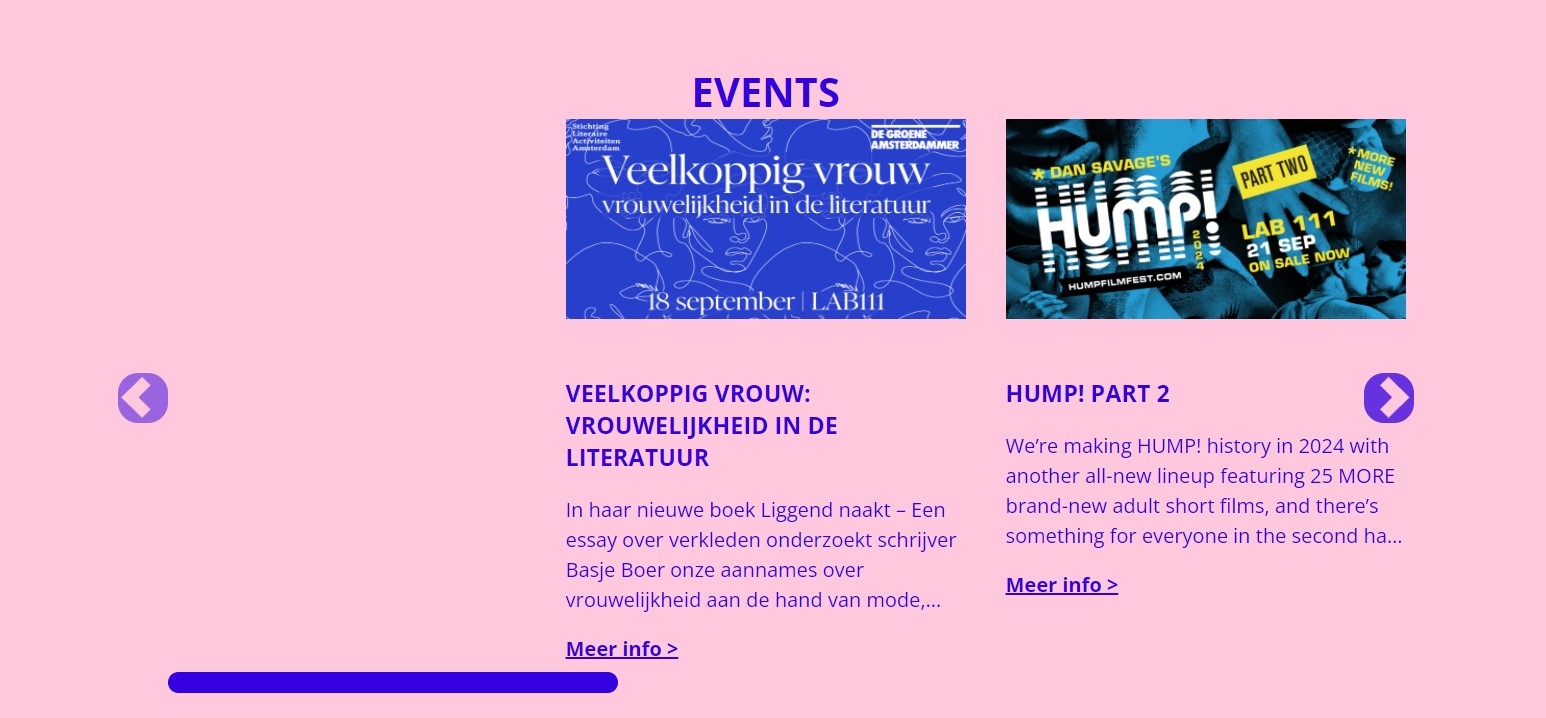 EVENTS
Stichting
Literaire
Activiteiten
Amsterdam
DE GROENE
AMSTERDAMMER
Veelkoppig vrouw
vrouwelijkheid in de literatuur
18 september | LAB111
* DAN SAVAGE'S
HUMP!
2024
PART TWO
*MORE
NEW
FILMS!
LAB 111
21 SEP
ON SALE NOW
HUMPFILMFEST.COM
VEELKOPPIG VROUW:
VROUWELIJKHEID IN DE
LITERATUUR
In haar nieuwe boek Liggend naakt – Een
essay over verkleden onderzoekt schrijver
Basje Boer onze aannames over
vrouwelijkheid aan de hand van mode,...
Meer info >
HUMP! PART 2
We’re making HUMP! history in 2024 with
another all-new lineup featuring 25 MORE
brand-new adult short films, and there’s
something for everyone in the second ha...
Meer info >